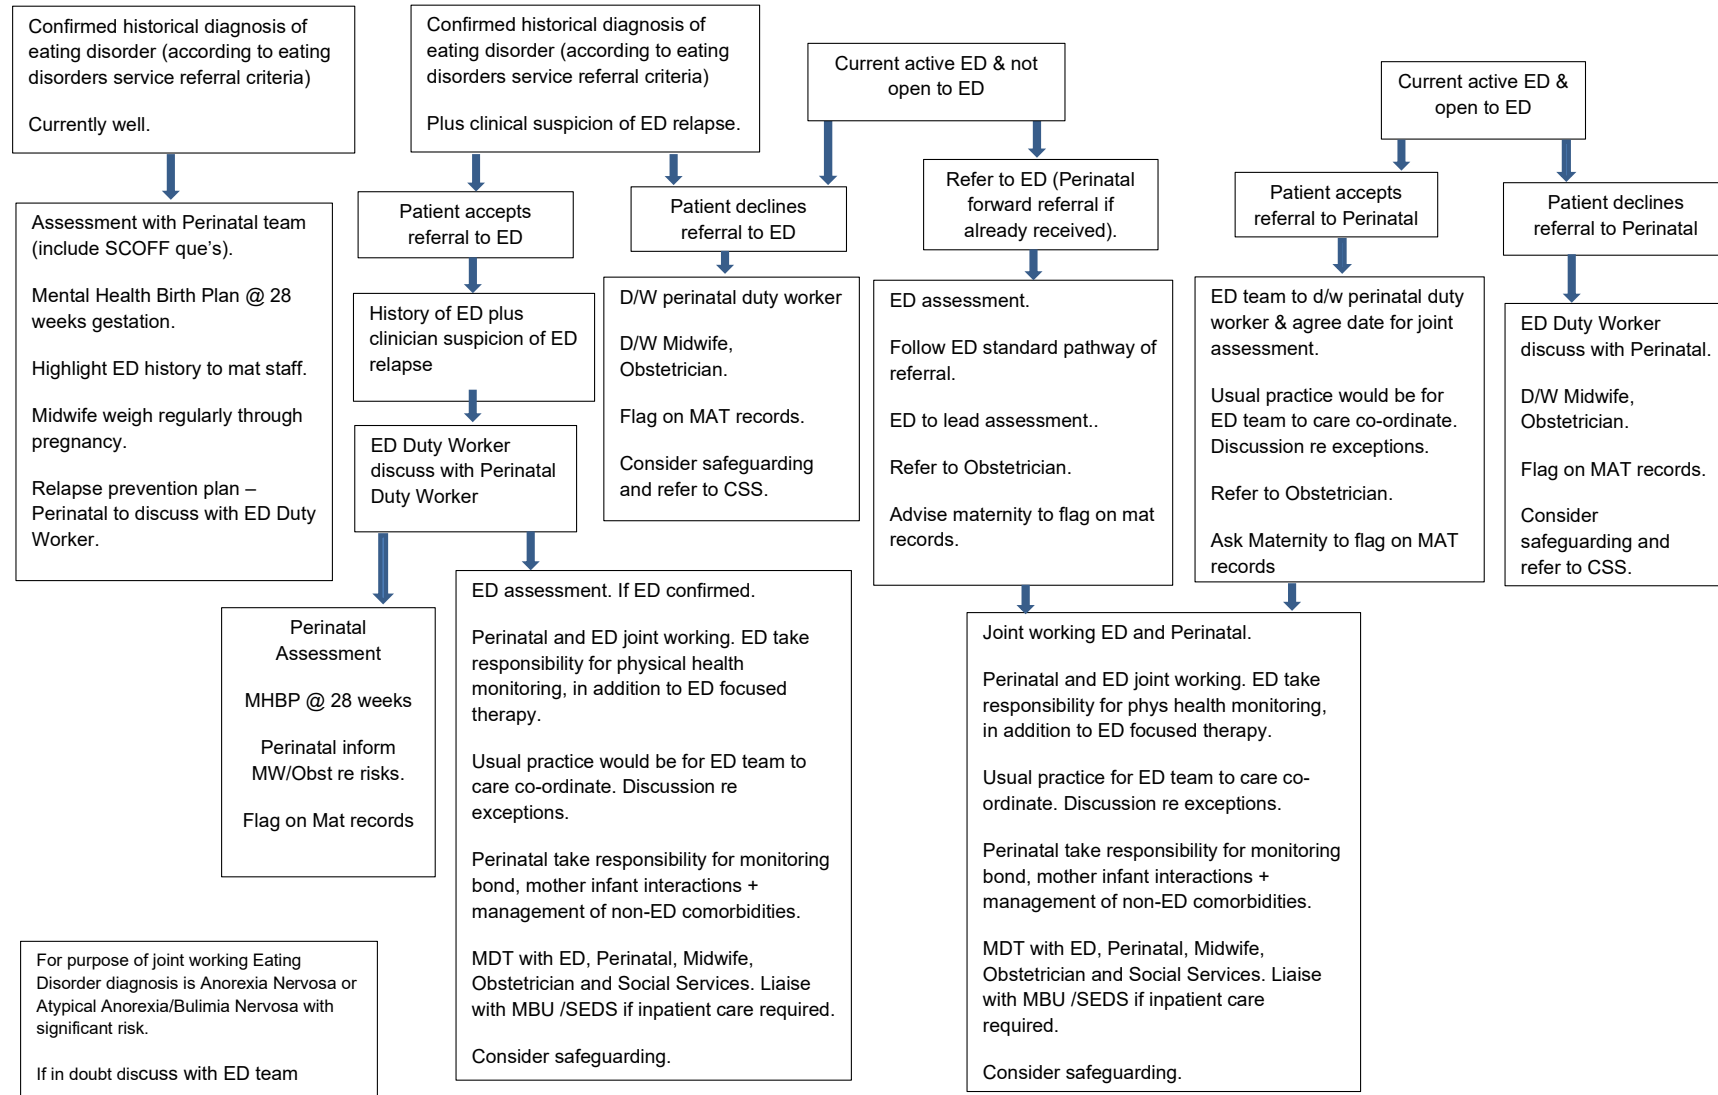 Confirmed historical diagnosis of
eating disorder (according to eating
disorders service referral criteria)
Currently well.
Confirmed historical diagnosis of
eating disorder (according to eating
disorders service referral criteria)
Plus clinical suspicion of ED relapse.
Current active ED & not
open to ED
Current active ED &
open to ED
Assessment with Perinatal team
(include SCOFF que's).
Mental Health Birth Plan @ 28
weeks gestation.
Highlight ED history to mat staff.
Midwife weigh regularly through
pregnancy.
Relapse prevention plan –
Perinatal to discuss with ED Duty
Worker.
Patient accepts
referral to ED
Patient declines
referral to ED
Refer to ED (Perinatal
forward referral if
already received).
Patient accepts
referral to Perinatal
Patient declines
referral to Perinatal
History of ED plus
clinician suspicion of ED
relapse
D/W perinatal duty worker
D/W Midwife,
Obstetrician.
Flag on MAT records.
Consider safeguarding
and refer to CSS.
ED assessment.
Follow ED standard pathway of
referral.
ED to lead assessment..
Refer to Obstetrician.
Advise maternity to flag on mat
records.
ED team to d/w perinatal duty
worker & agree date for joint
assessment.
Usual practice would be for
ED team to care co-ordinate.
Discussion re exceptions.
Refer to Obstetrician.
Ask Maternity to flag on MAT
records
ED Duty Worker
discuss with Perinatal.
D/W Midwife,
Obstetrician.
Flag on MAT records.
Consider
safeguarding and
refer to CSS.
ED Duty Worker
discuss with Perinatal
Duty Worker
Perinatal
Assessment
MHBP @ 28 weeks
Perinatal inform
MW/Obst re risks.
Flag on Mat records
ED assessment. If ED confirmed.
Perinatal and ED joint working. ED take
responsibility for physical health
monitoring, in addition to ED focused
therapy.
Usual practice would be for ED team to
care co-ordinate. Discussion re
exceptions.
Perinatal take responsibility for monitoring
bond, mother infant interactions +
management of non-ED comorbidities.
MDT with ED, Perinatal, Midwife,
Obstetrician and Social Services. Liaise
with MBU /SEDS if inpatient care required.
Consider safeguarding.
Joint working ED and Perinatal.
Perinatal and ED joint working. ED take
responsibility for phys health monitoring,
in addition to ED focused therapy.
Usual practice for ED team to care co-
ordinate. Discussion re exceptions.
Perinatal take responsibility for monitoring
bond, mother infant interactions +
management of non-ED comorbidities.
MDT with ED, Perinatal, Midwife,
Obstetrician and Social Services. Liaise
with MBU /SEDS if inpatient care
required.
Consider safeguarding.
For purpose of joint working Eating
Disorder diagnosis is Anorexia Nervosa or
Atypical Anorexia/Bulimia Nervosa with
significant risk.
If in doubt discuss with ED team